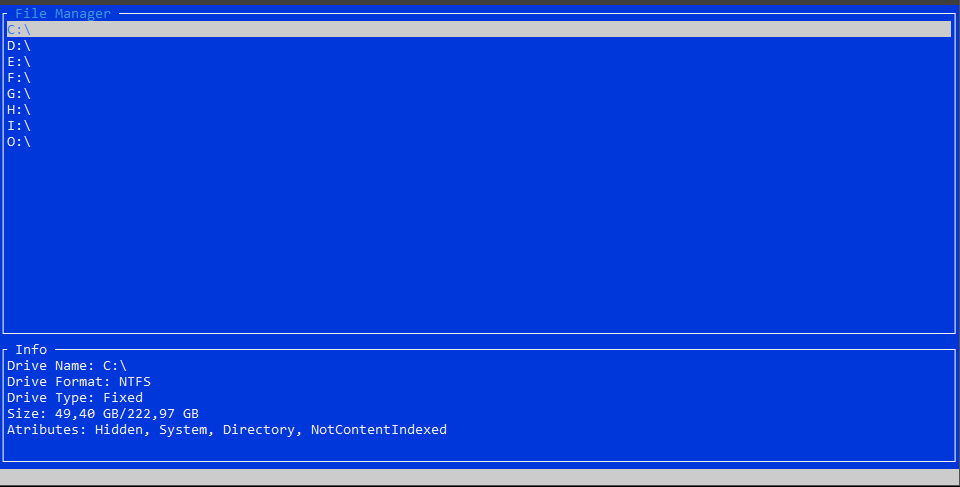 File Manager
C:\
D:\
E:\
F:\
G:\
H:\
I:\
O:\
Info
Drive Name: C:\
Drive Format: NTFS
Drive Type: Fixed
Size: 49,40 GB/222,97 GB
Atributes: Hidden, System, Directory, NotContentIndexed